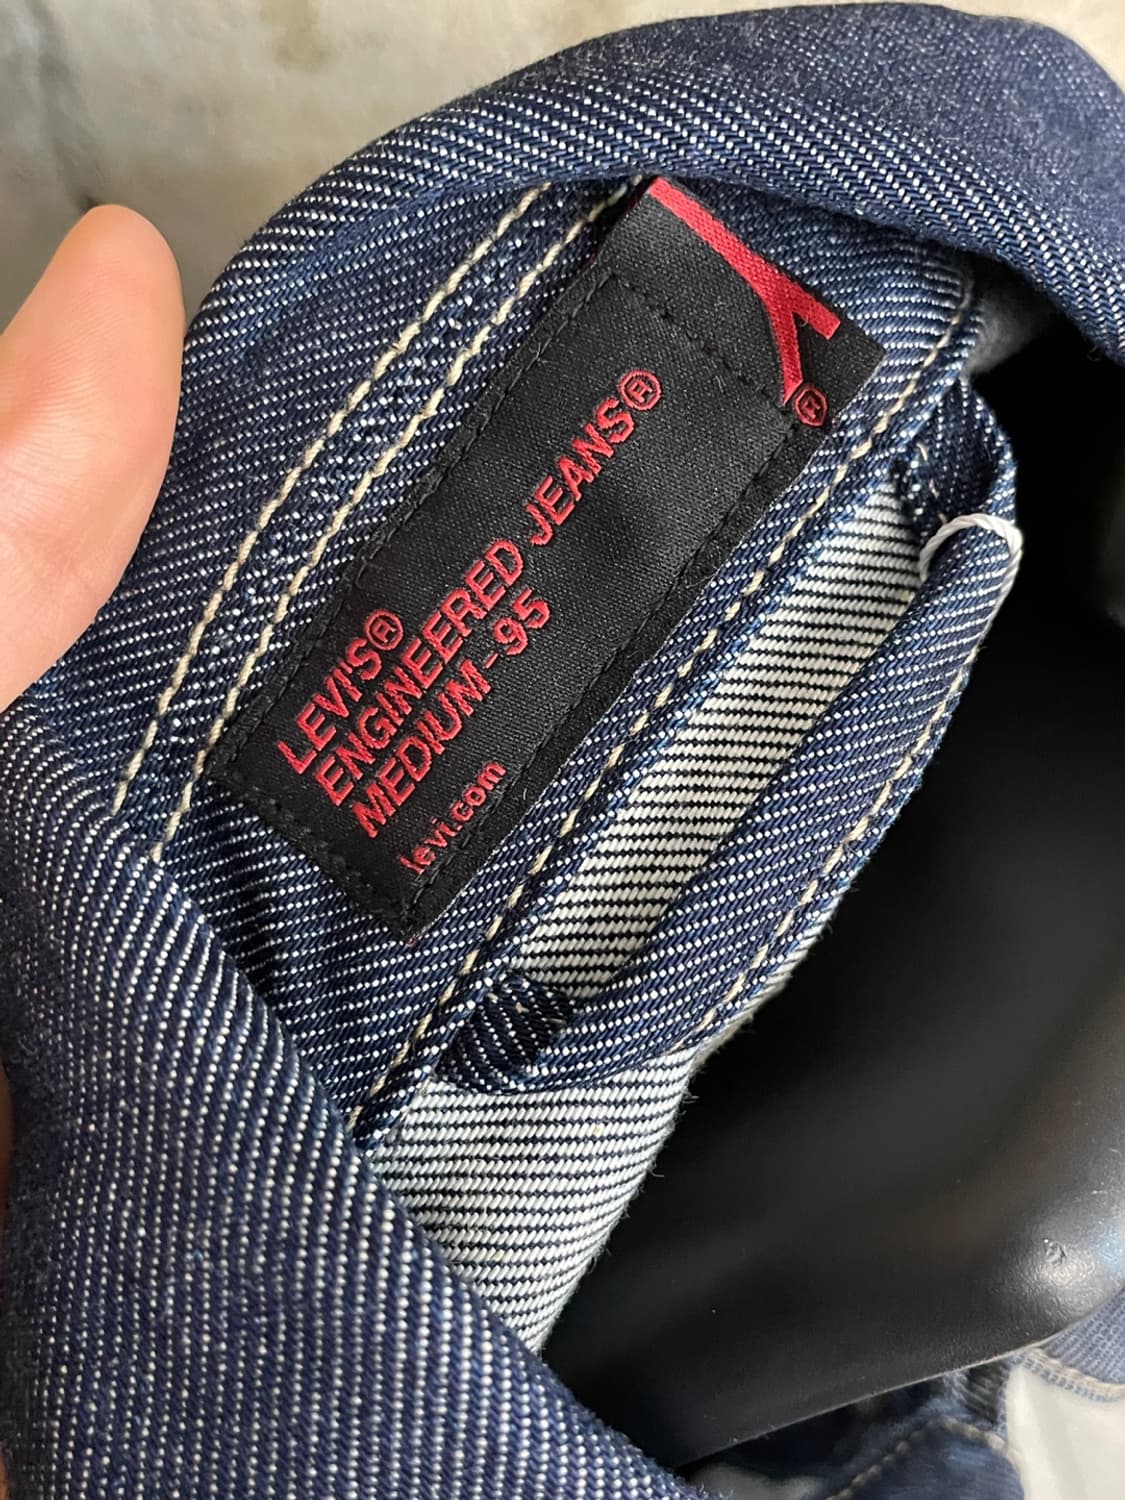 ®
LEVI'S®
ENGINEERED JEANS®
MEDIUM - 95
levi.com